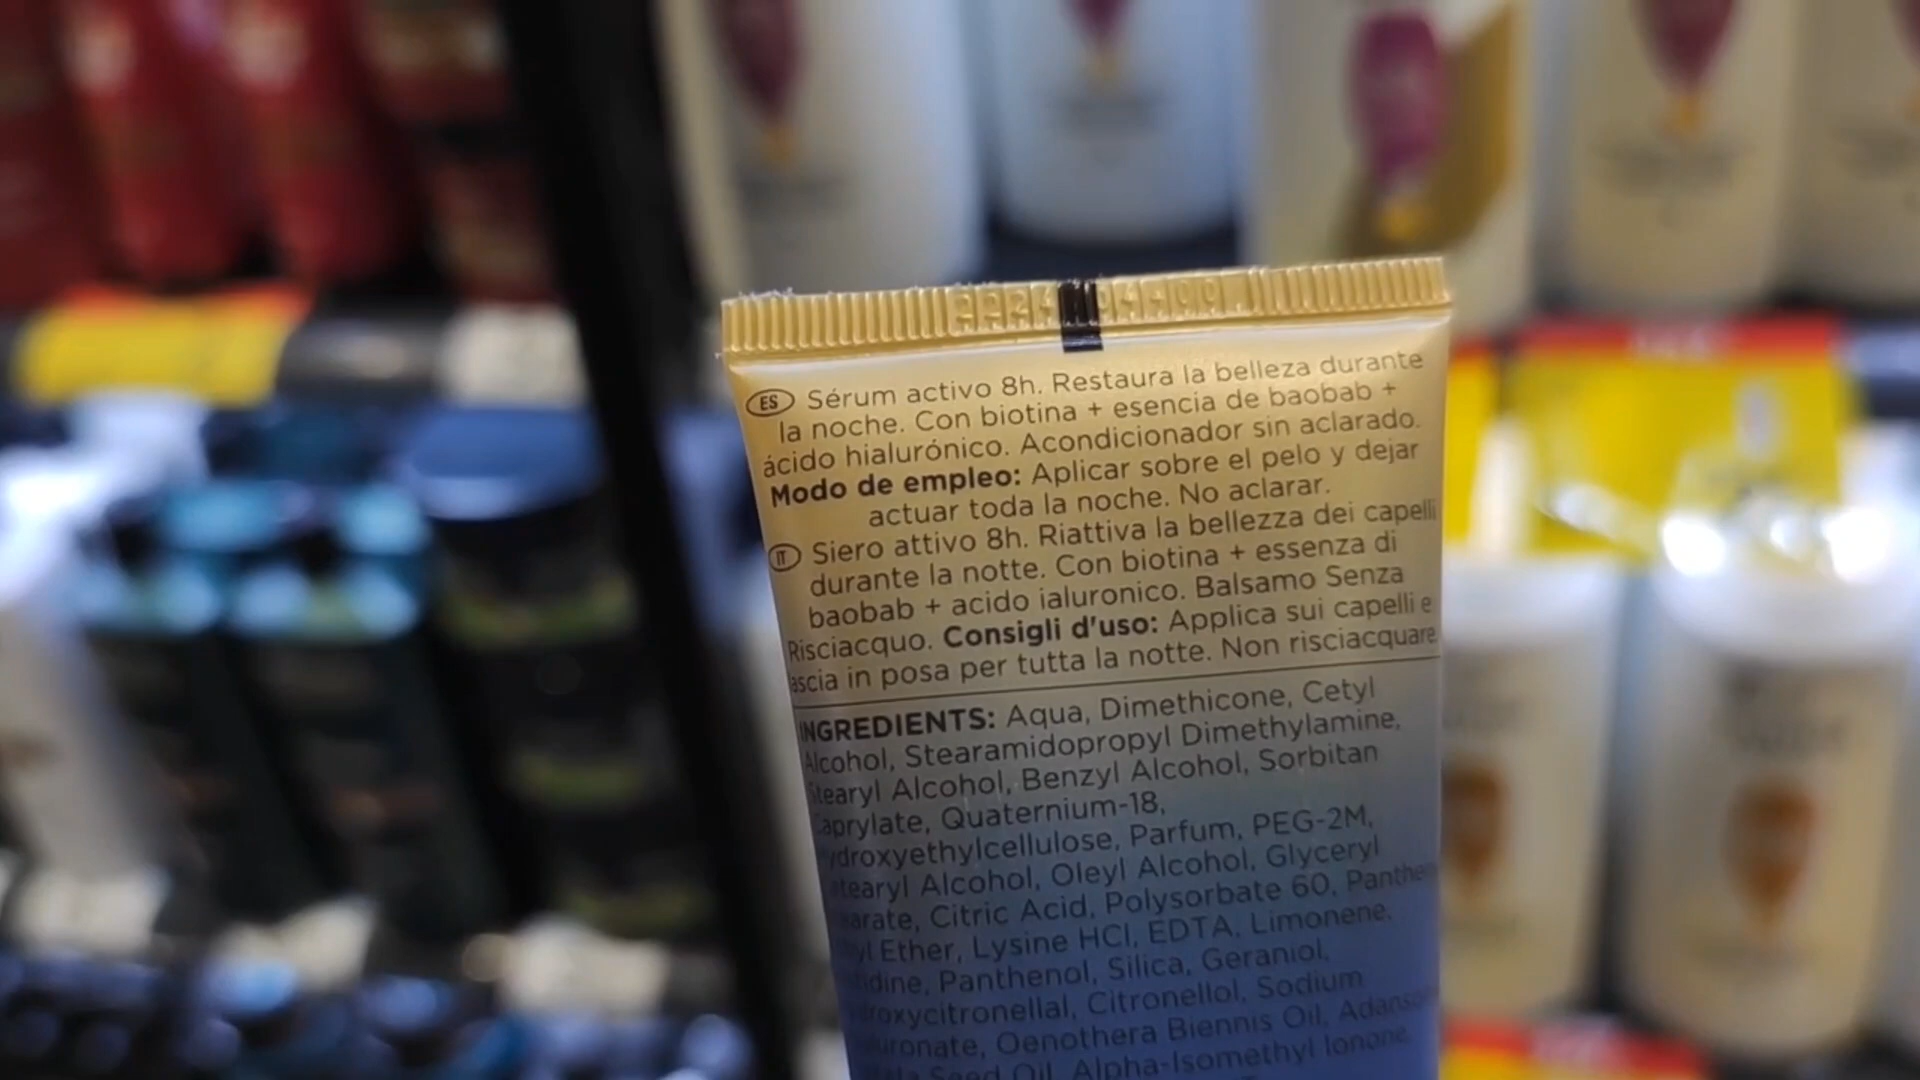 ES Sérum activo 8h. Restaura la belleza durante
la noche. Con biotina + esencia de baobab +
ácido hialurónico. Acondicionador sin aclarado.
Modo de empleo: Aplicar sobre el pelo y dejar
actuar toda la noche. No aclarar.
IT Siero attivo 8h. Riattiva la bellezza dei capelli
durante la notte. Con biotina + essenza di
baobab + acido ialuronico. Balsamo Senza
Risciacquo. Consigli d'uso: Applica sui capelli e
ascia in posa per tutta la notte. Non risciacquare
INGREDIENTS: Aqua, Dimethicone, Cetyl
Alcohol, Stearamidopropyl Dimethylamine,
Stearyl Alcohol, Benzyl Alcohol, Sorbitan
Caprylate, Quaternium-18,
ydroxyethylcellulose, Parfum, PEG-2M,
tearyl Alcohol, Oleyl Alcohol, Glyceryl
arate, Citric Acid, Polysorbate 60, Panthe
yl Ether, Lysine HCl, EDTA, Limonene,
idine, Panthenol, Silica, Geraniol,
droxycitronellal, Citronellol, Sodium
luronate, Oenothera Biennis Oil, Adanson
Seed Oil, Alpha-Isomethyl Ionone